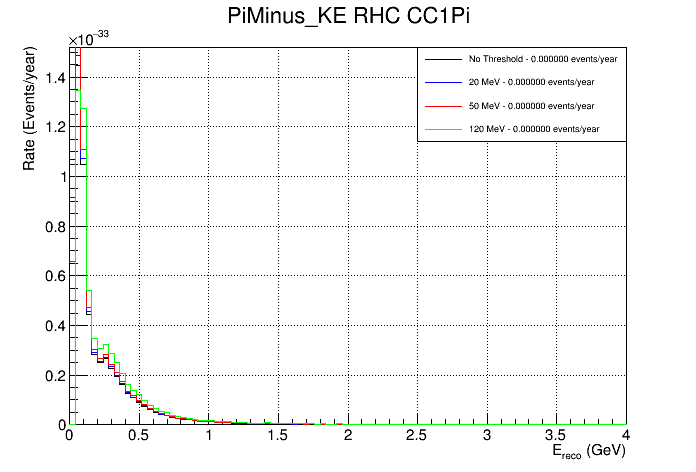 PiMinus_KE RHC CC1Pi
×10⁻³³
Rate (Events/year)
No Threshold - 0.000000 events/year
20 MeV - 0.000000 events/year
50 MeV - 0.000000 events/year
120 MeV - 0.000000 events/year
1.4
1.2
1
0.8
0.6
0.4
0.2
0
0 0.5 1 1.5 2 2.5 3 3.5 4
E_reco (GeV)